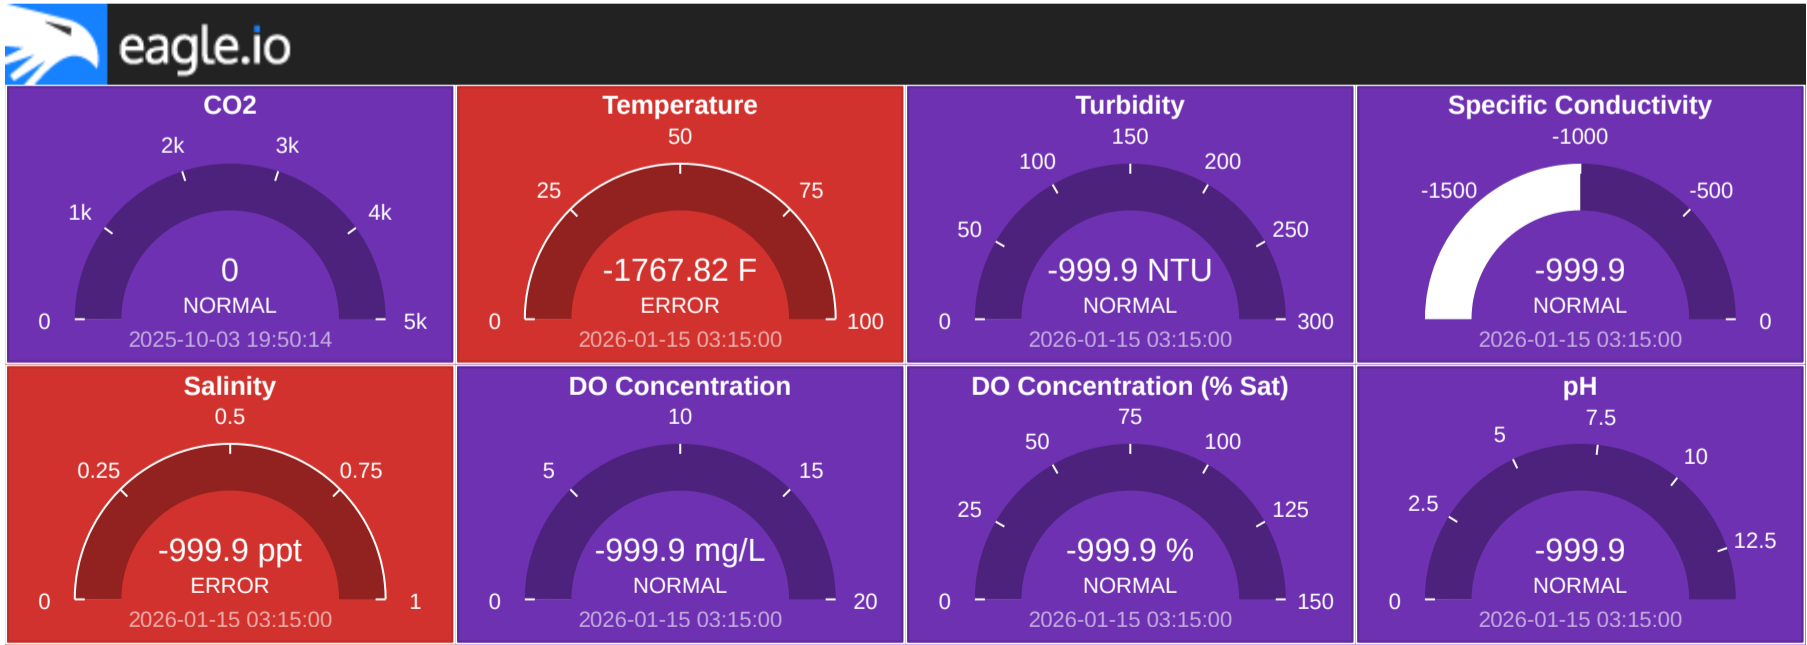 eagle.io
CO2
2k
3k
1k
4k
0
NORMAL
0
5k
2025-10-03 19:50:14
Temperature
50
25
75
-1767.82 F
ERROR
0
100
2026-01-15 03:15:00
Turbidity
150
100
200
50
250
-999.9 NTU
NORMAL
0
300
2026-01-15 03:15:00
Specific Conductivity
-1000
-1500
-500
-999.9
NORMAL
0
2026-01-15 03:15:00
Salinity
0.5
0.25
0.75
-999.9 ppt
ERROR
0
1
2026-01-15 03:15:00
DO Concentration
10
5
15
-999.9 mg/L
NORMAL
0
20
2026-01-15 03:15:00
DO Concentration (% Sat)
75
50
100
25
125
-999.9 %
NORMAL
0
150
2026-01-15 03:15:00
pH
7.5
5
10
2.5
12.5
-999.9
NORMAL
0
2026-01-15 03:15:00